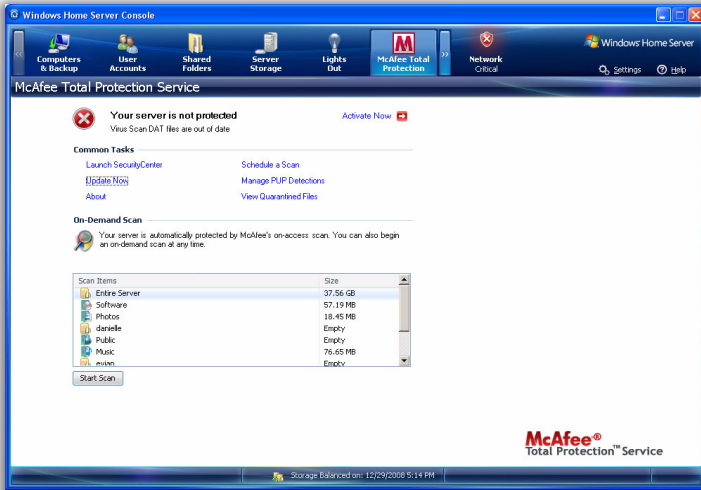 Windows Home Server Console
Computers & Backup
User Accounts
Shared Folders
Server Storage
Lights Out
McAfee Total Protection
Network
Critical
Windows Home Server
Settings
Help
McAfee Total Protection Service
Your server is not protected
Activate Now
Virus Scan DAT files are out of date
Common Tasks
Launch SecurityCenter
Schedule a Scan
Update Now
Manage PUP Detections
About
View Quarantined Files
On-Demand Scan
Your server is automatically protected by McAfee's on-access scan. You can also begin
an on-demand scan at any time.
Scan Items Size
Entire Server 37.56 GB
Software 57.19 MB
Photos 18.45 MB
danielle Empty
Public Empty
Music 76.65 MB
evian Empty
Start Scan
McAfee®
Total Protection™ Service
Storage Balanced on: 12/29/2008 5:14 PM